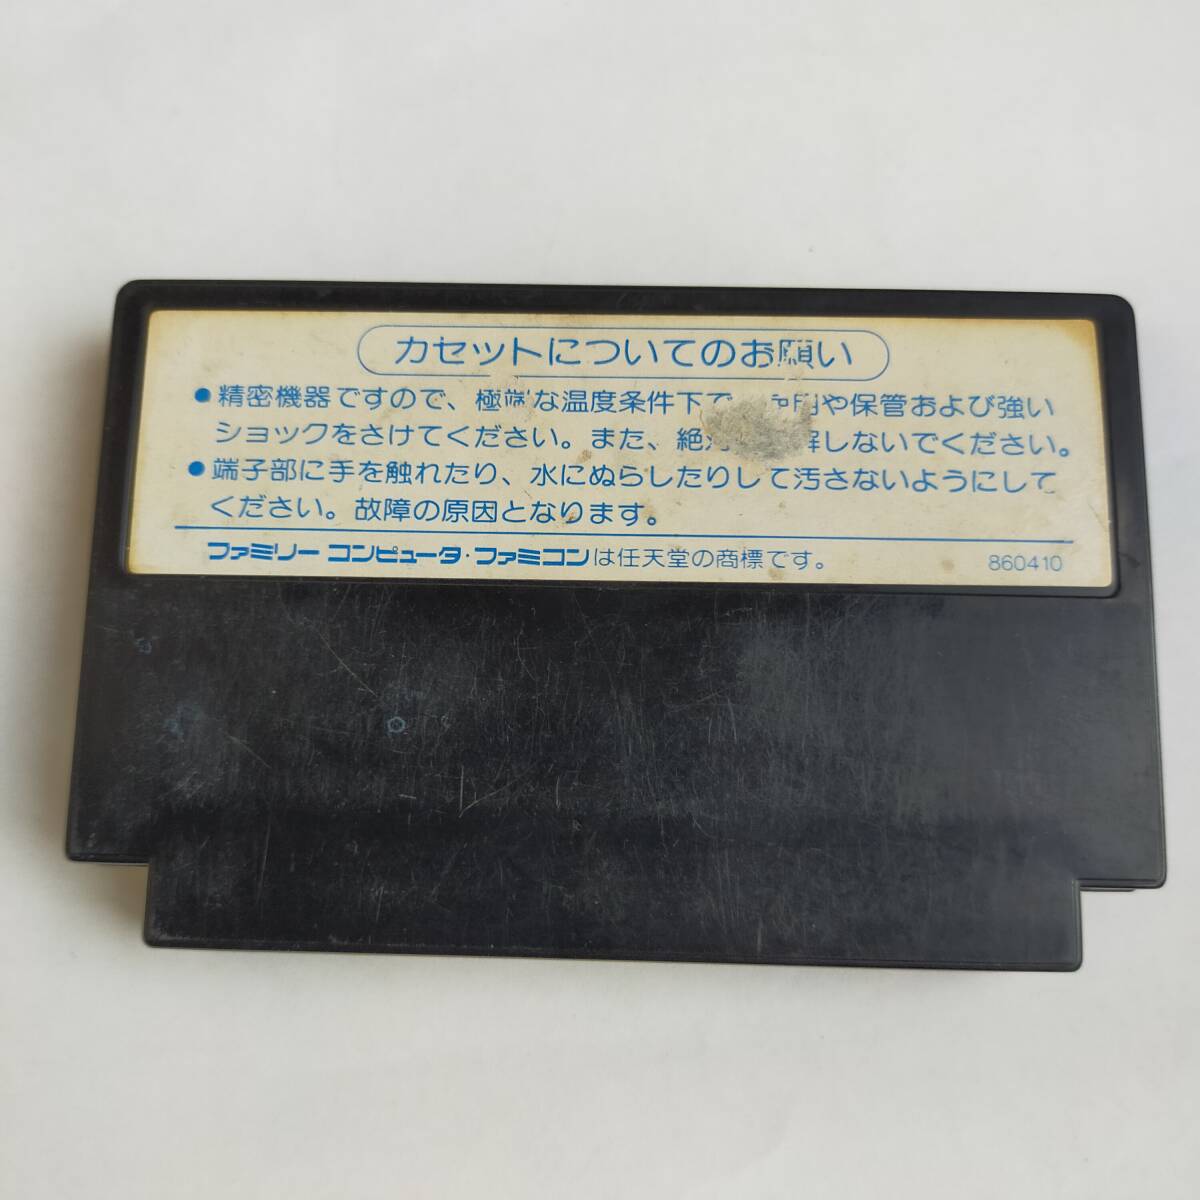 カセットについてのお願い
●精密機器ですので、極端な温度条件下で や保管および強い
ショックをさけてください。また、絶 しないでください。
●端子部に手を触れたり、水にぬらしたりして汚さないようにして
ください。故障の原因となります。
ファミリー コンピュータ・ファミコンは任天堂の商標です。 860410